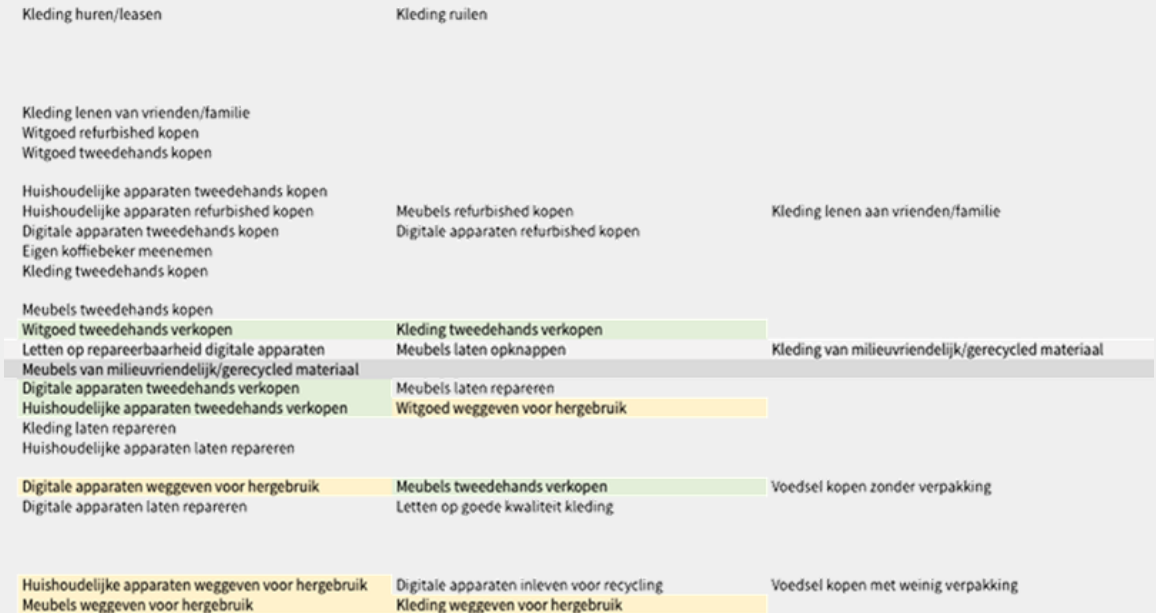 Kleding huren/leasen Kleding ruilen
Kleding lenen van vrienden/familie
Witgoed refurbished kopen
Witgoed tweedehands kopen
Huishoudelijke apparaten tweedehands kopen
Huishoudelijke apparaten refurbished kopen Meubels refurbished kopen Kleding lenen aan vrienden/familie
Digitale apparaten tweedehands kopen Digitale apparaten refurbished kopen
Eigen koffiebeker meenemen
Kleding tweedehands kopen
Meubels tweedehands kopen
Witgoed tweedehands verkopen Kleding tweedehands verkopen
Letten op repareerbaarheid digitale apparaten Meubels laten opknappen Kleding van milieuvriendelijk/gerecycled materiaal
Meubels van milieuvriendelijk/gerecycled materiaal
Digitale apparaten tweedehands verkopen Meubels laten repareren
Huishoudelijke apparaten tweedehands verkopen Witgoed weggeven voor hergebruik
Kleding laten repareren
Huishoudelijke apparaten laten repareren
Digitale apparaten weggeven voor hergebruik Meubels tweedehands verkopen Voedsel kopen zonder verpakking
Digitale apparaten laten repareren Letten op goede kwaliteit kleding
Huishoudelijke apparaten weggeven voor hergebruik Digitale apparaten inleven voor recycling Voedsel kopen met weinig verpakking
Meubels weggeven voor hergebruik Kleding weggeven voor hergebruik